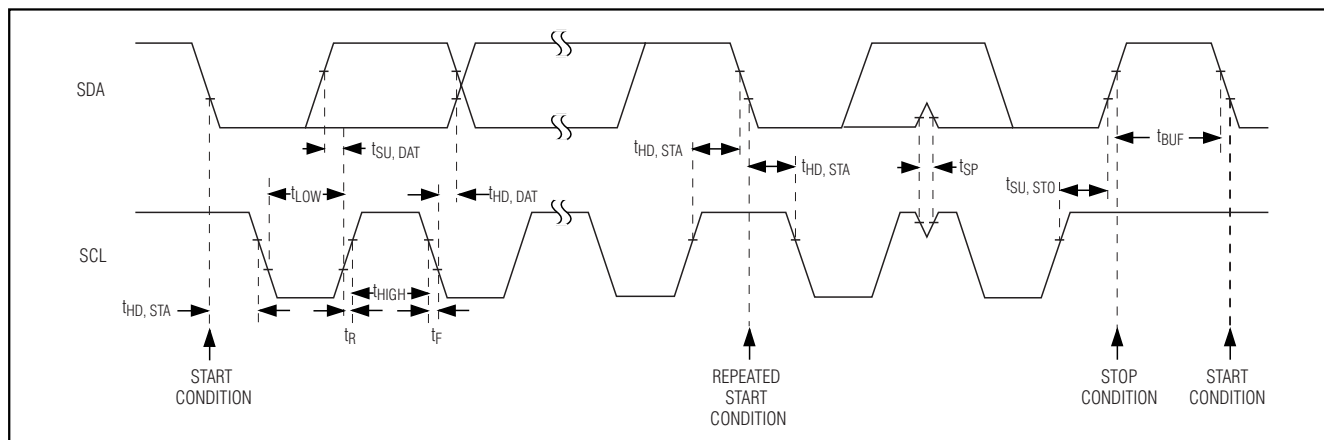 SDA
tSU, DAT
tHD, STA
tHD, STA
tSP
tBUF
tLOW
tHD, DAT
tSU, STO
SCL
tHIGH
tHD, STA
tR
tF
START
CONDITION
REPEATED
START
CONDITION
STOP
CONDITION
START
CONDITION